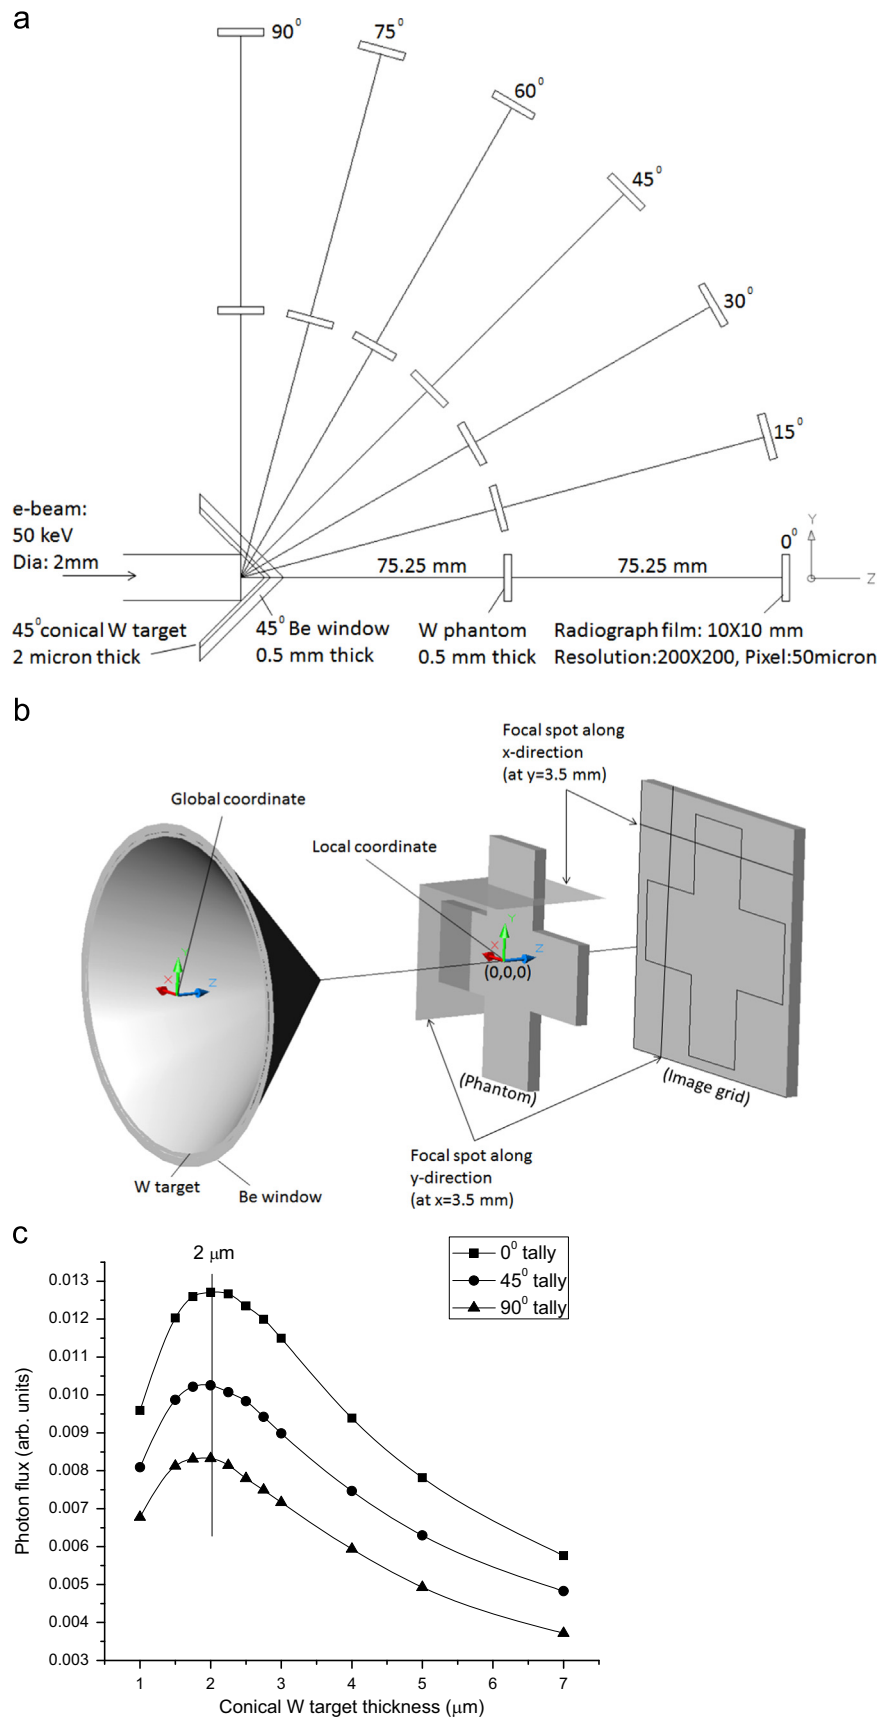 a
90⁰
75⁰
60⁰
45⁰
30⁰
15⁰
0⁰
Y
Z
e-beam:
50 keV
Dia: 2mm
75.25 mm
75.25 mm
45⁰conical W target
2 micron thick
45⁰ Be window
0.5 mm thick
W phantom
0.5 mm thick
Radiograph film: 10X10 mm
Resolution:200X200, Pixel:50micron
b
Focal spot along
x-direction
(at y=3.5 mm)
Global coordinate
Local coordinate
Y
X
Z
Y
X
Z
(0,0,0)
(Phantom)
(Image grid)
Focal spot along
y-direction
(at x=3.5 mm)
W target
Be window
c
2 μm
0⁰ tally
45⁰ tally
90⁰ tally
0.013
0.012
0.011
0.010
0.009
0.008
0.007
0.006
0.005
0.004
0.003
Photon flux (arb. units)
1 2 3 4 5 6 7
Conical W target thickness (μm)